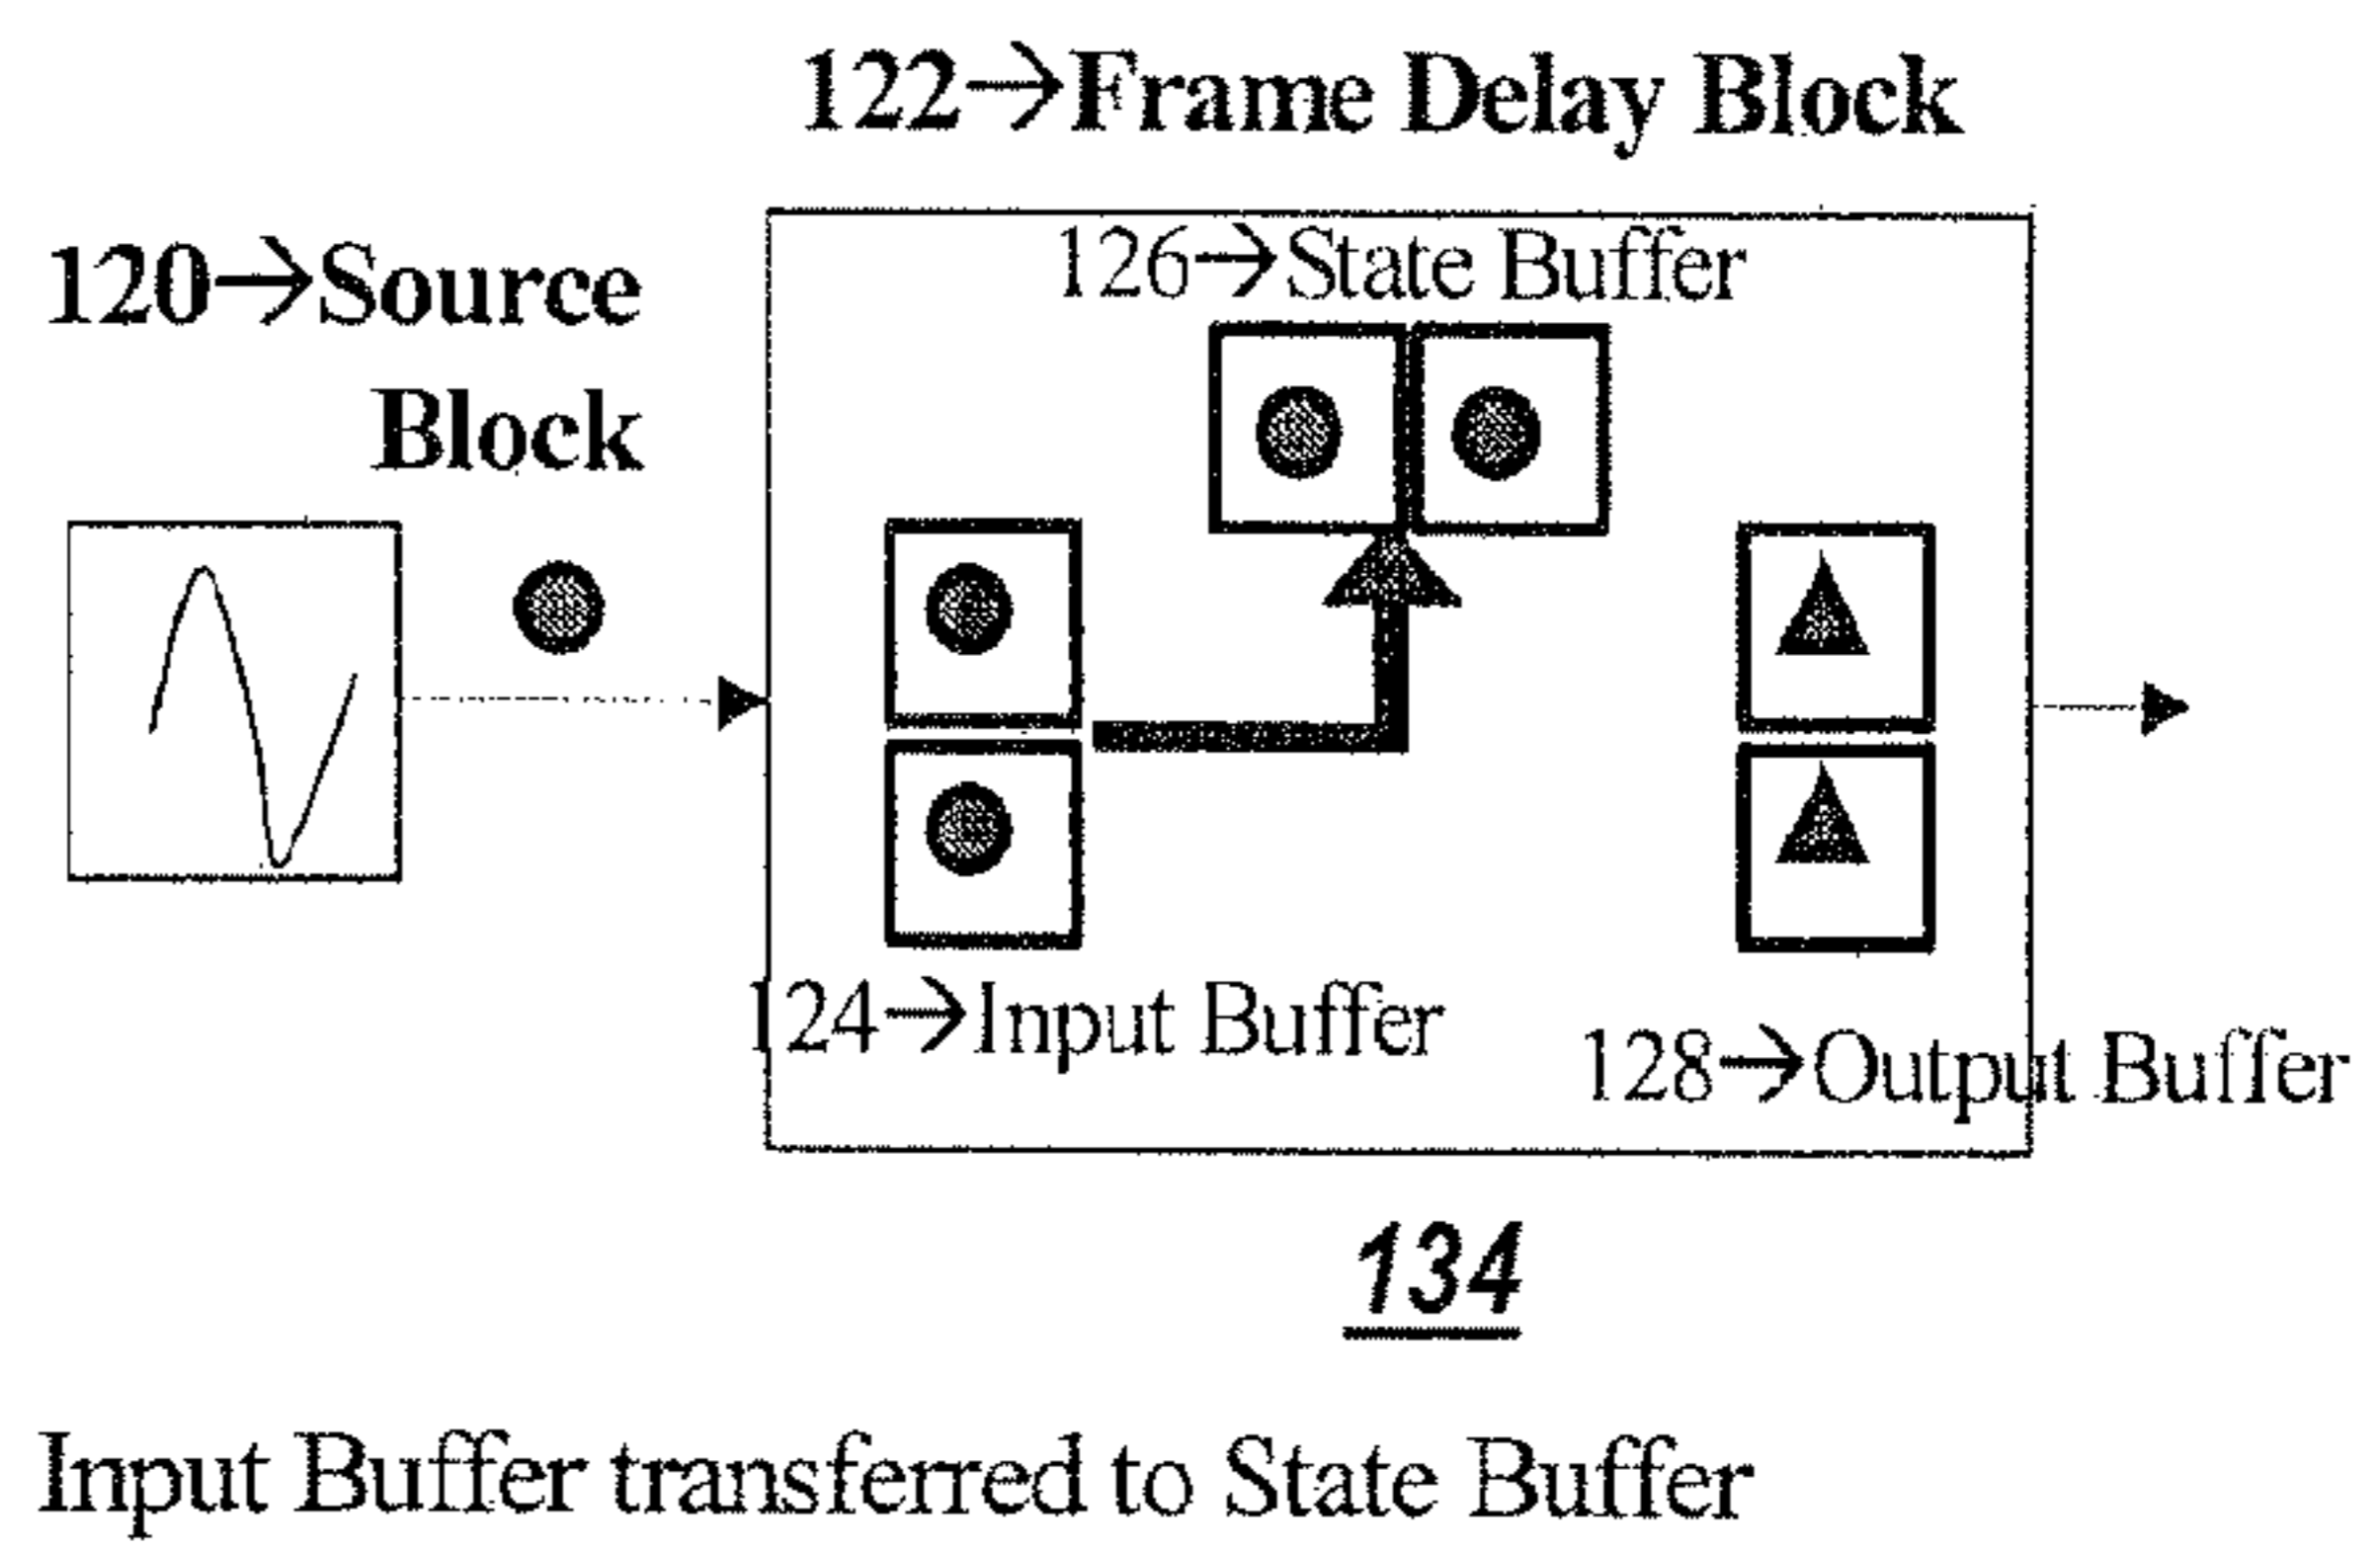 122→Frame Delay Block
126→State Buffer
120→Source
Block
124→Input Buffer
128→Output Buffer
134
Input Buffer transferred to State Buffer